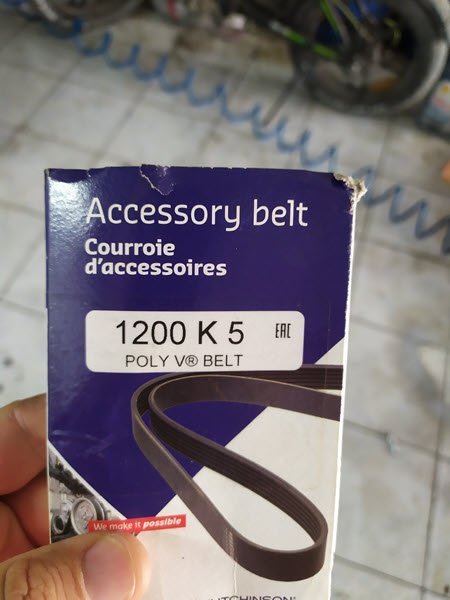 Accessory belt
Courroie
d'accessoires
1200 K 5
EAC
POLY V® BELT
We make it possible